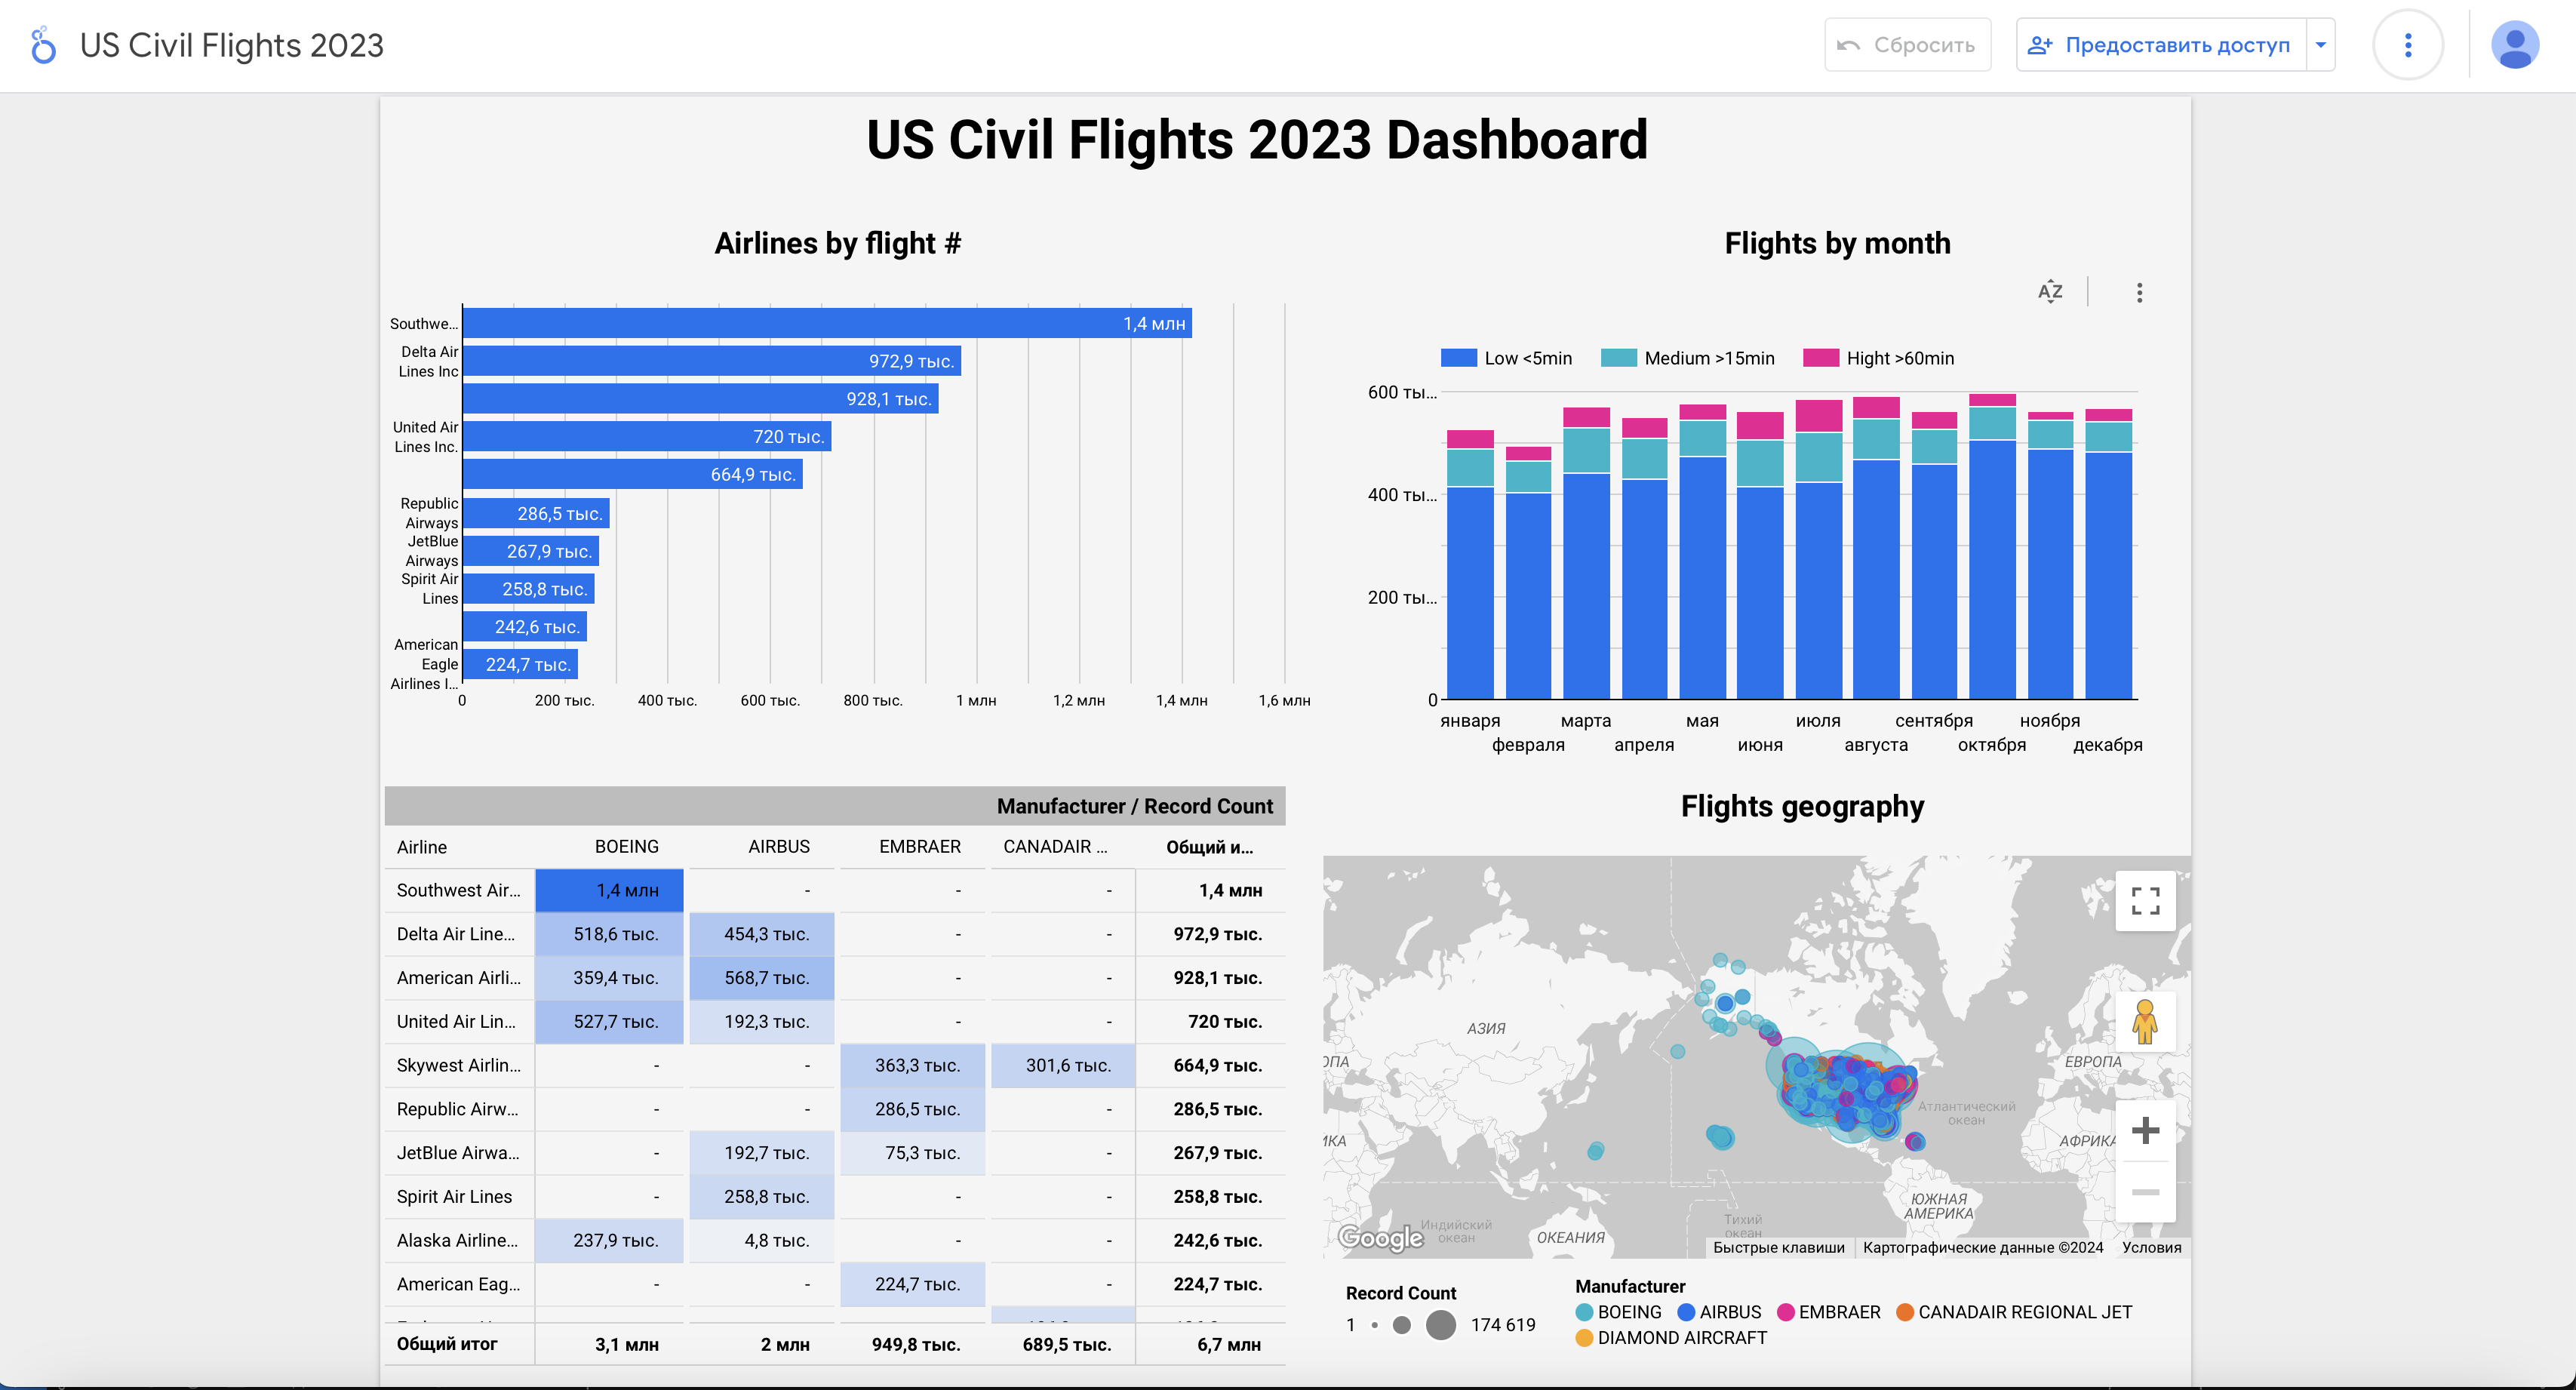 US Civil Flights 2023
Сбросить
Предоставить доступ
US Civil Flights 2023 Dashboard
Airlines by flight #
Southwe...
1,4 млн
Delta Air
Lines Inc
972,9 тыс.
928,1 тыс.
United Air
Lines Inc.
720 тыс.
664,9 тыс.
Republic
Airways
286,5 тыс.
JetBlue
Airways
267,9 тыс.
Spirit Air
Lines
258,8 тыс.
242,6 тыс.
American
Eagle
Airlines I...
224,7 тыс.
0 200 тыс. 400 тыс. 600 тыс. 800 тыс. 1 млн 1,2 млн 1,4 млн 1,6 млн
Flights by month
AZ
Low <5min Medium >15min Hight >60min
600 ты...
400 ты...
200 ты...
0
января марта мая июля сентября ноября
февраля апреля июня августа октября декабря
Manufacturer / Record Count
Airline BOEING AIRBUS EMBRAER CANADAIR ... Общий и...
Southwest Air... 1,4 млн - - - 1,4 млн
Delta Air Line... 518,6 тыс. 454,3 тыс. - - 972,9 тыс.
American Airli... 359,4 тыс. 568,7 тыс. - - 928,1 тыс.
United Air Lin... 527,7 тыс. 192,3 тыс. - - 720 тыс.
Skywest Airlin... - - 363,3 тыс. 301,6 тыс. 664,9 тыс.
Republic Airw... - - 286,5 тыс. - 286,5 тыс.
JetBlue Airwa... - 192,7 тыс. 75,3 тыс. - 267,9 тыс.
Spirit Air Lines - 258,8 тыс. - - 258,8 тыс.
Alaska Airline... 237,9 тыс. 4,8 тыс. - - 242,6 тыс.
American Eag... - - 224,7 тыс. - 224,7 тыс.
Общий итог 3,1 млн 2 млн 949,8 тыс. 689,5 тыс. 6,7 млн
Flights geography
АЗИЯ
ОПА
ЕВРОПА
Атлантический
океан
ИКА
АФРИКА
ЮЖНАЯ
АМЕРИКА
Индийский
океан
ОКЕАНИЯ
Тихий
океан
Google
Быстрые клавиши Картографические данные ©2024 Условия
Record Count
1 174 619
Manufacturer
BOEING AIRBUS EMBRAER CANADAIR REGIONAL JET
DIAMOND AIRCRAFT